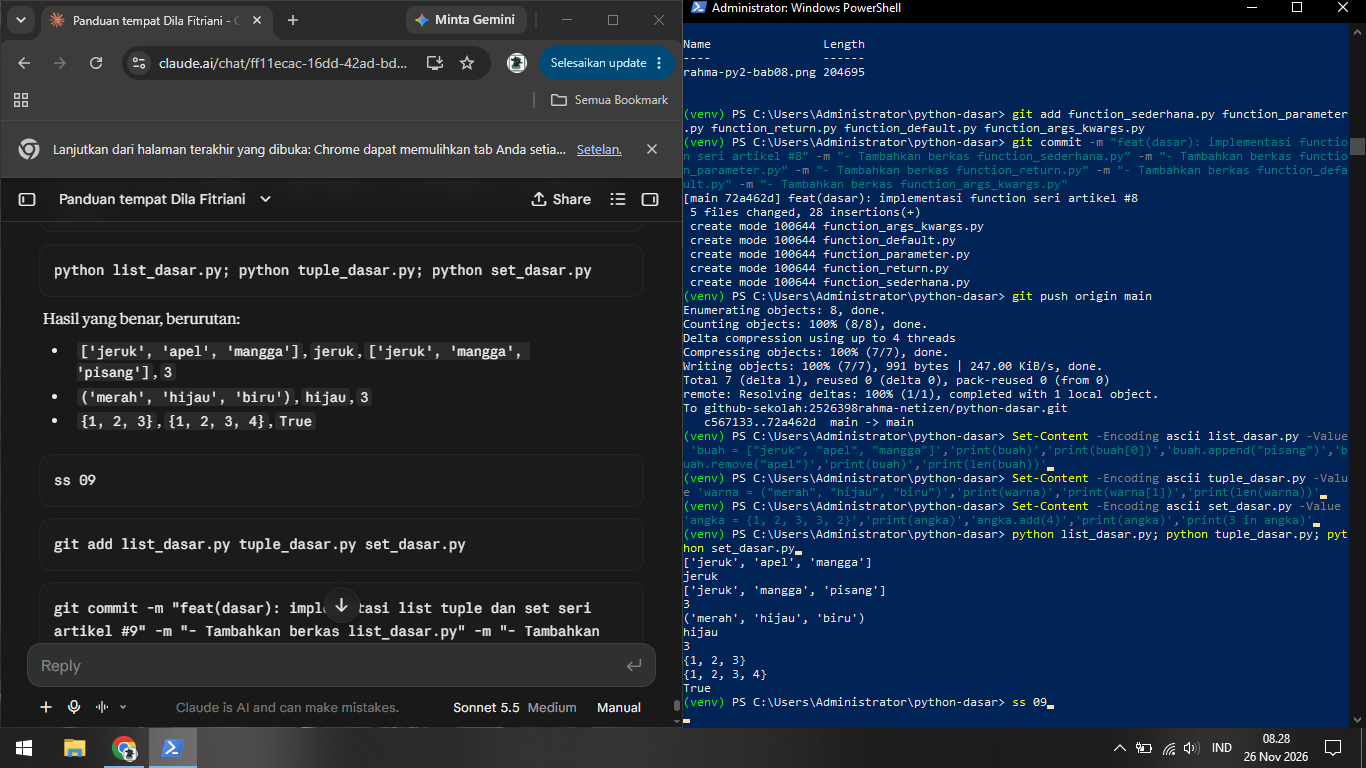 Panduan tempat Dila Fitriani - C
Minta Gemini
claude.ai/chat/ff11ecac-16dd-42ad-bd...
Selesaikan update
Semua Bookmark
Lanjutkan dari halaman terakhir yang dibuka: Chrome dapat memulihkan tab Anda setia...
Setelan.
Panduan tempat Dila Fitriani
Share
python list_dasar.py; python tuple_dasar.py; python set_dasar.py
Hasil yang benar, berurutan:
• ['jeruk', 'apel', 'mangga'], jeruk, ['jeruk', 'mangga',
'pisang'], 3
• ('merah', 'hijau', 'biru'), hijau, 3
• {1, 2, 3}, {1, 2, 3, 4}, True
ss 09
git add list_dasar.py tuple_dasar.py set_dasar.py
git commit -m "feat(dasar): imple tasi list tuple dan set seri
artikel #9" -m "- Tambahkan berkas list_dasar.py" -m "- Tambahkan
Reply
Claude is AI and can make mistakes.
Sonnet 5.5 Medium
Manual
Administrator: Windows PowerShell
Name Length
---- ------
rahma-py2-bab08.png 204695
(venv) PS C:\Users\Administrator\python-dasar> git add function_sederhana.py function_parameter
.py function_return.py function_default.py function_args_kwargs.py
(venv) PS C:\Users\Administrator\python-dasar> git commit -m "feat(dasar): implementasi functio
n seri artikel #8" -m "- Tambahkan berkas function_sederhana.py" -m "- Tambahkan berkas functio
n_parameter.py" -m "- Tambahkan berkas function_return.py" -m "- Tambahkan berkas function_defa
ult.py" -m "- Tambahkan berkas function_args_kwargs.py"
[main 72a462d] feat(dasar): implementasi function seri artikel #8
5 files changed, 28 insertions(+)
create mode 100644 function_args_kwargs.py
create mode 100644 function_default.py
create mode 100644 function_parameter.py
create mode 100644 function_return.py
create mode 100644 function_sederhana.py
(venv) PS C:\Users\Administrator\python-dasar> git push origin main
Enumerating objects: 8, done.
Counting objects: 100% (8/8), done.
Delta compression using up to 4 threads
Compressing objects: 100% (7/7), done.
Writing objects: 100% (7/7), 991 bytes | 247.00 KiB/s, done.
Total 7 (delta 1), reused 0 (delta 0), pack-reused 0 (from 0)
remote: Resolving deltas: 100% (1/1), completed with 1 local object.
To github-sekolah:2526398rahma-netizen/python-dasar.git
c567133..72a462d main -> main
(venv) PS C:\Users\Administrator\python-dasar> Set-Content -Encoding ascii list_dasar.py -Value
'buah = ["jeruk", "apel", "mangga"]','print(buah)','print(buah[0])','buah.append("pisang")','b
uah.remove("apel")','print(buah)','print(len(buah))'
(venv) PS C:\Users\Administrator\python-dasar> Set-Content -Encoding ascii tuple_dasar.py -Valu
e 'warna = ("merah", "hijau", "biru")','print(warna)','print(warna[1])','print(len(warna))'
(venv) PS C:\Users\Administrator\python-dasar> Set-Content -Encoding ascii set_dasar.py -Value
'angka = {1, 2, 3, 3, 2}','print(angka)','angka.add(4)','print(angka)','print(3 in angka)'
(venv) PS C:\Users\Administrator\python-dasar> python list_dasar.py; python tuple_dasar.py; pyt
hon set_dasar.py
['jeruk', 'apel', 'mangga']
jeruk
['jeruk', 'mangga', 'pisang']
3
('merah', 'hijau', 'biru')
hijau
3
{1, 2, 3}
{1, 2, 3, 4}
True
(venv) PS C:\Users\Administrator\python-dasar> ss 09
IND
08.28
26 Nov 2026